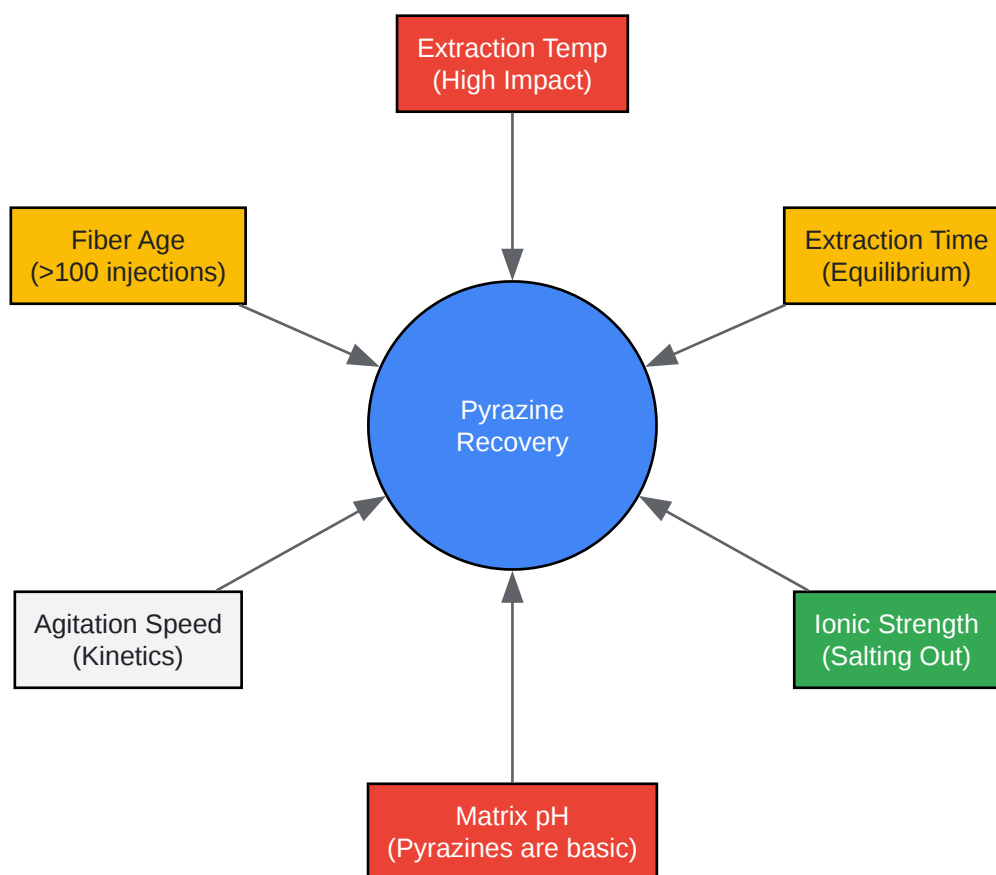 Extraction Temp
(High Impact)
Fiber Age
(>100 injections)
Extraction Time
(Equilibrium)
Pyrazine
Recovery
Agitation Speed
(Kinetics)
Ionic Strength
(Salting Out)
Matrix pH
(Pyrazines are basic)